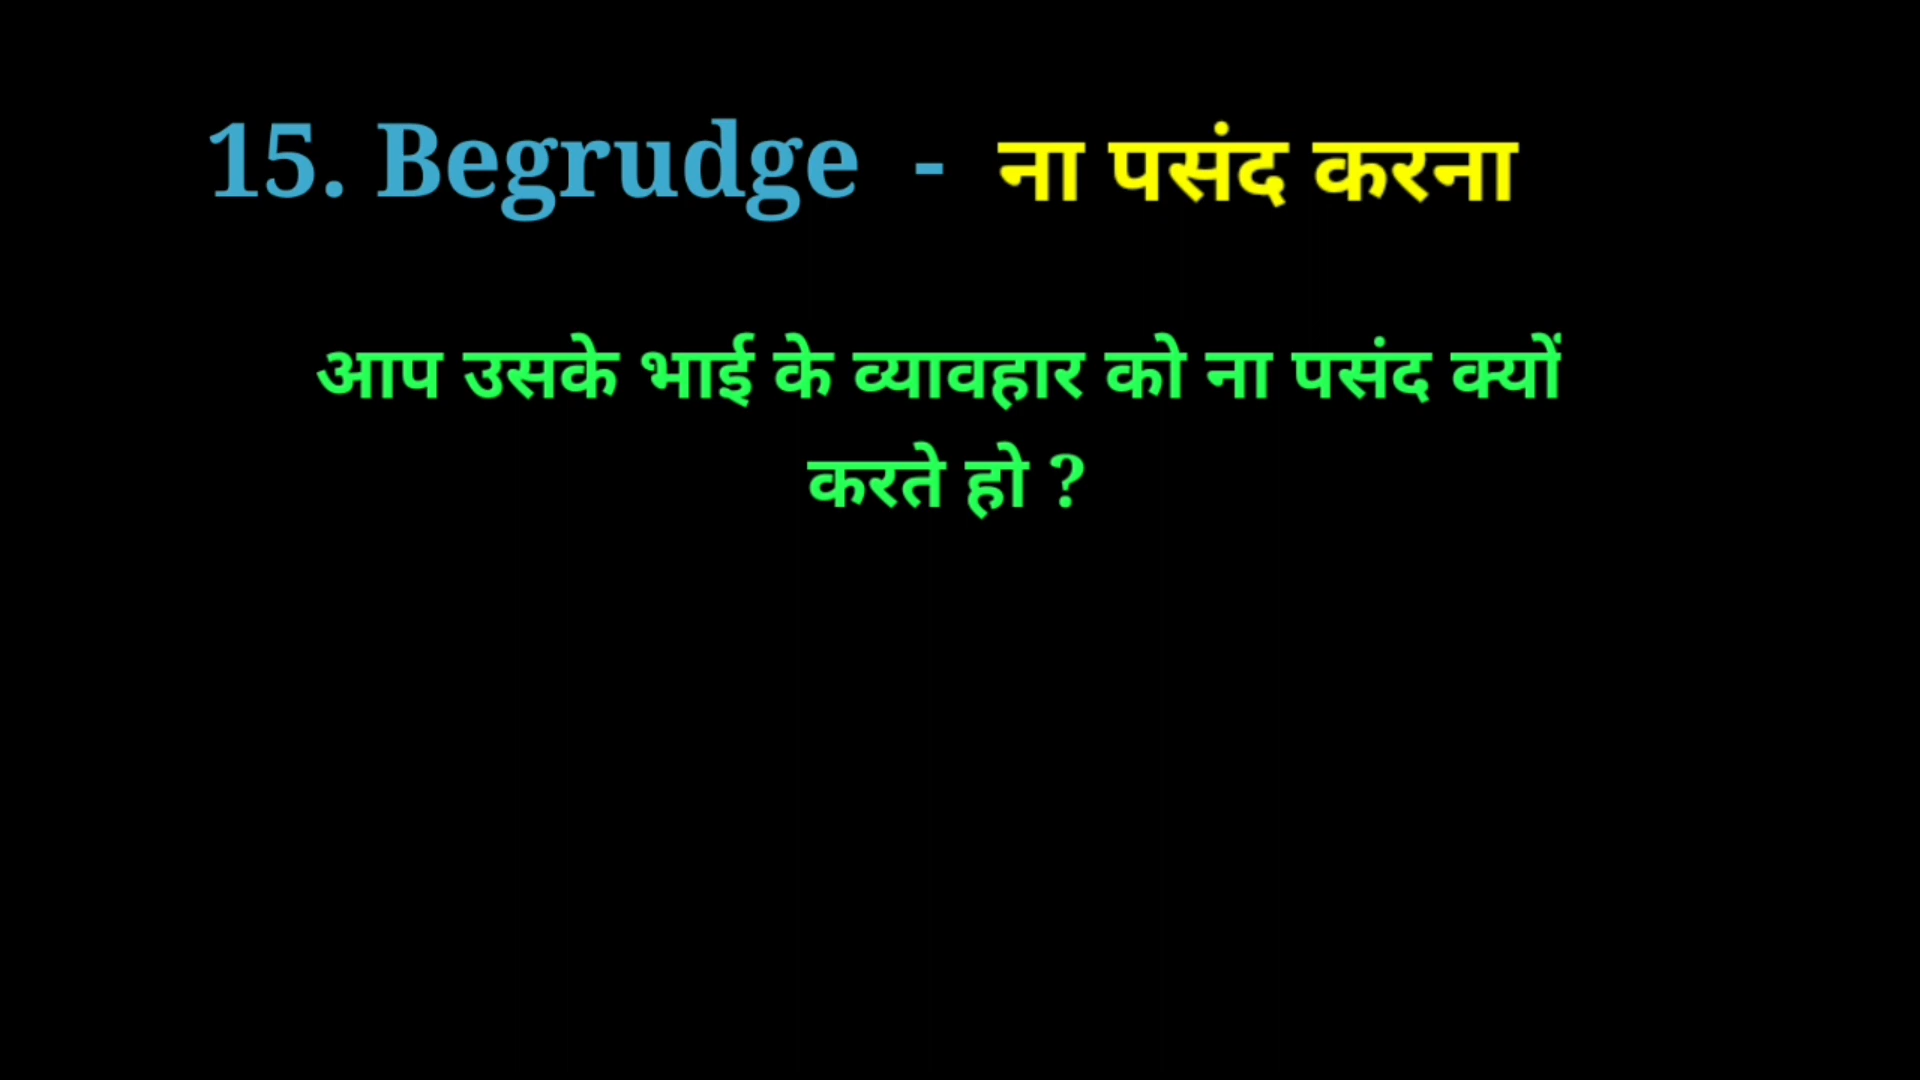 15. Begrudge - ना पसंद करना
आप उसके भाई के व्यावहार को ना पसंद क्यों
करते हो ?